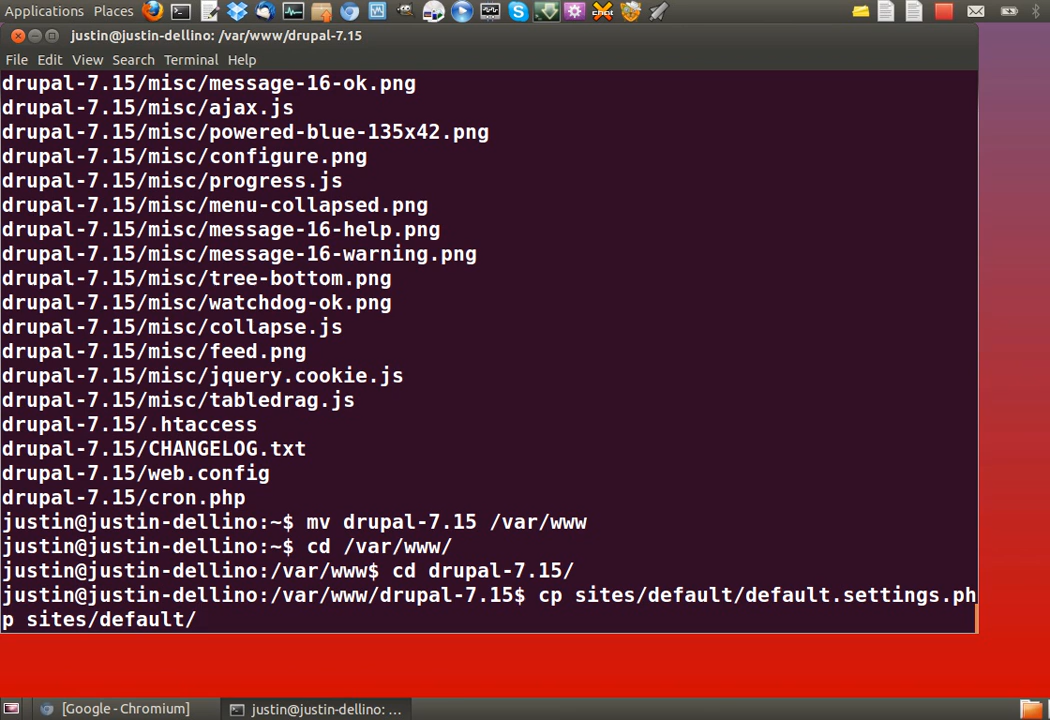 Applications Places
justin@justin-dellino: /var/www/drupal-7.15
File Edit View Search Terminal Help
drupal-7.15/misc/message-16-ok.png
drupal-7.15/misc/ajax.js
drupal-7.15/misc/powered-blue-135x42.png
drupal-7.15/misc/configure.png
drupal-7.15/misc/progress.js
drupal-7.15/misc/menu-collapsed.png
drupal-7.15/misc/message-16-help.png
drupal-7.15/misc/message-16-warning.png
drupal-7.15/misc/tree-bottom.png
drupal-7.15/misc/watchdog-ok.png
drupal-7.15/misc/collapse.js
drupal-7.15/misc/feed.png
drupal-7.15/misc/jquery.cookie.js
drupal-7.15/misc/tabledrag.js
drupal-7.15/.htaccess
drupal-7.15/CHANGELOG.txt
drupal-7.15/web.config
drupal-7.15/cron.php
justin@justin-dellino:~$ mv drupal-7.15 /var/www
justin@justin-dellino:~$ cd /var/www/
justin@justin-dellino:/var/www$ cd drupal-7.15/
justin@justin-dellino:/var/www/drupal-7.15$ cp sites/default/default.settings.ph
p sites/default/
[Google - Chromium] justin@justin-dellino: ...